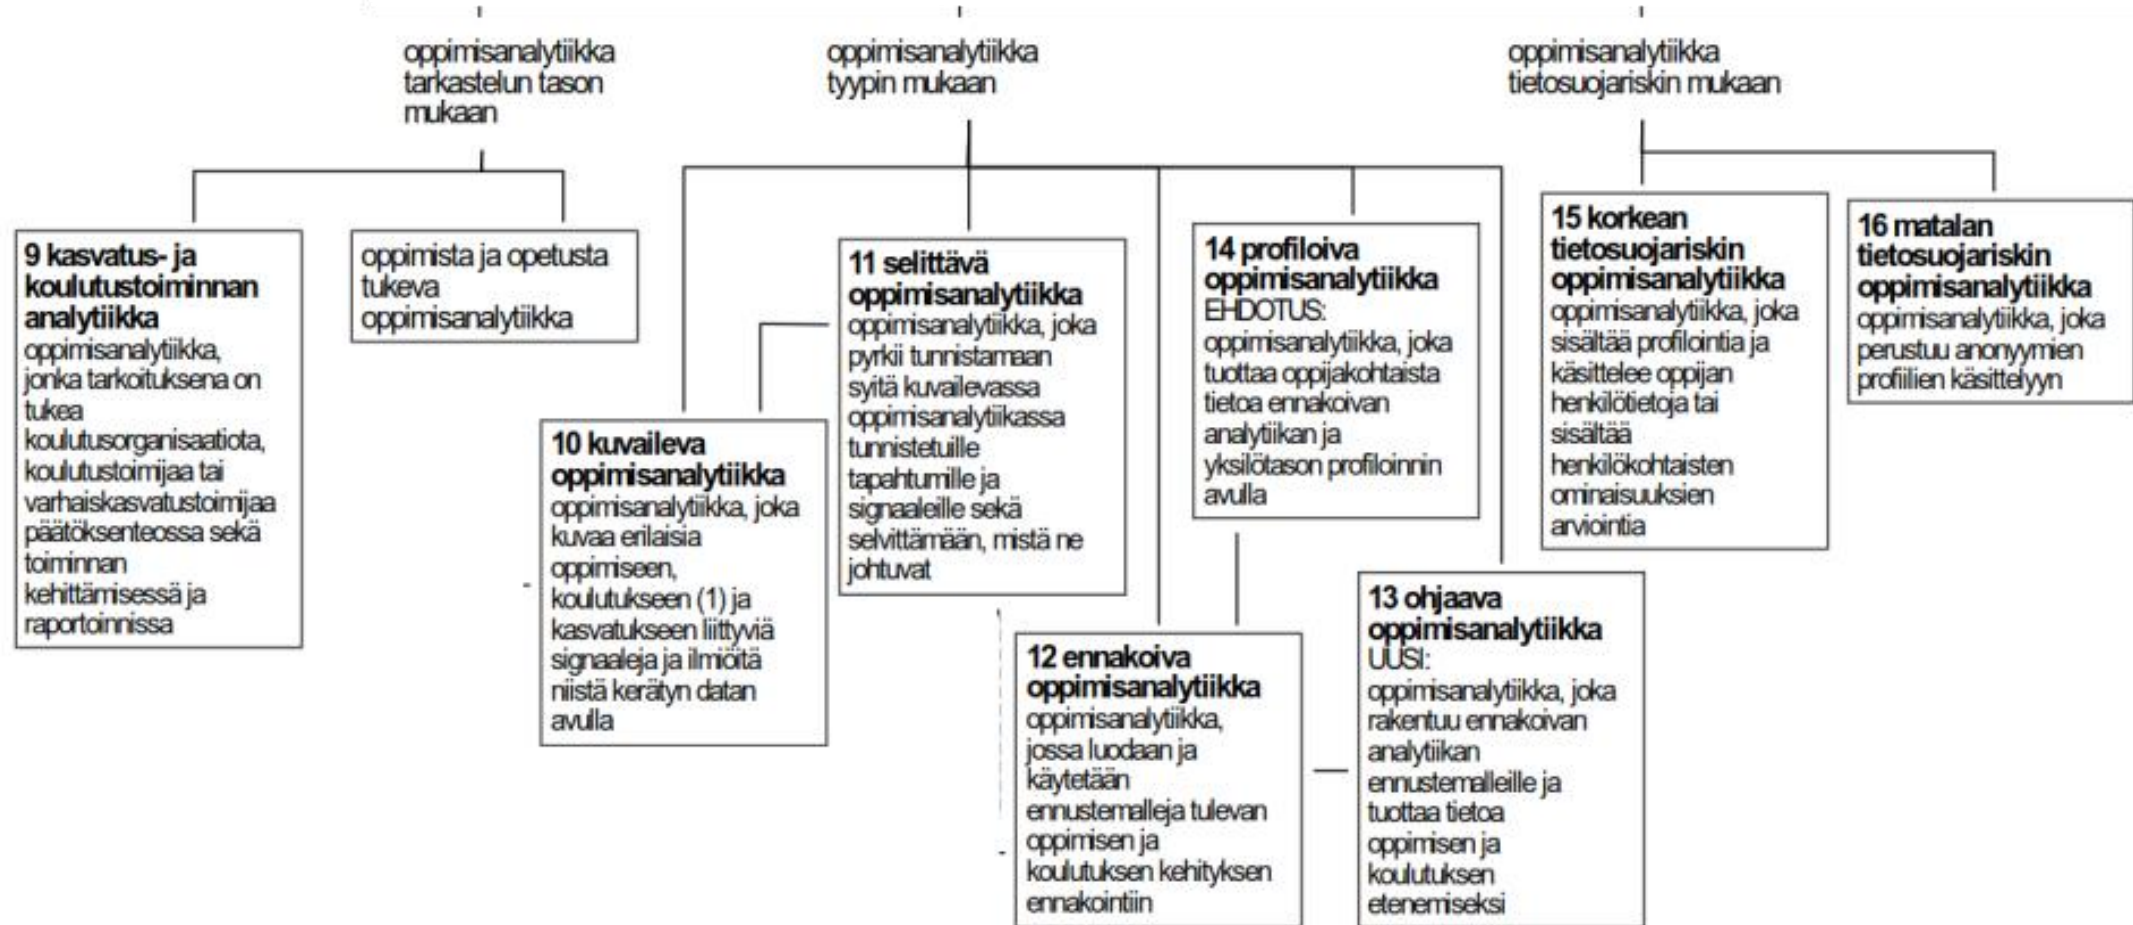 oppimisanalytiikka
tarkastelun tason
mukaan
oppimisanalytiikka
tyypin mukaan
oppimisanalytiikka
tietosuojariskin mukaan
9 kasvatus- ja
koulutustoiminnan
analytiikka
oppimisanalytiikka,
jonka tarkoituksena on
tukea
koulutusorganisaatiota,
koulutustoimijaa tai
varhaiskasvatustoimijaa
päätöksenteossa sekä
toiminnan
kehittämisessä ja
raportoinnissa
oppimista ja opetusta
tukeva
oppimisanalytiikka
10 kuvaileva
oppimisanalytiikka
oppimisanalytiikka, joka
kuvaa erilaisia
oppimiseen,
koulutukseen (1) ja
kasvatukseen liittyviä
signaaleja ja ilmiöitä
niistä kerätyn datan
avulla
11 selittävä
oppimisanalytiikka
oppimisanalytiikka, joka
pyrkii tunnistamaan
syitä kuvailevassa
oppimisanalytiikassa
tunnistetuille
tapahtumille ja
signaaleille sekä
selvittämään, mistä ne
johtuvat
12 ennakoiva
oppimisanalytiikka
oppimisanalytiikka,
jossa luodaan ja
käytetään
ennustemalleja tulevan
oppimisen ja
koulutuksen kehityksen
ennakointiin
14 profiloiva
oppimisanalytiikka
EHDOTUS:
oppimisanalytiikka, joka
tuottaa oppijakohtaista
tietoa ennakoivan
analytiikan ja
yksilötason profiloinnin
avulla
13 ohjaava
oppimisanalytiikka
UUSI:
oppimisanalytiikka, joka
rakentuu ennakoivan
analytiikan
ennustemalleille ja
tuottaa tietoa
oppimisen ja
koulutuksen
etenemiseksi
15 korkean
tietosuojariskin
oppimisanalytiikka
oppimisanalytiikka, joka
sisältää profilointia ja
käsittelee oppijan
henkilötietoja tai
sisältää
henkilökohtaisten
ominaisuuksien
arviointia
16 matalan
tietosuojariskin
oppimisanalytiikka
oppimisanalytiikka, joka
perustuu anonyymien
profiilien käsittelyyn